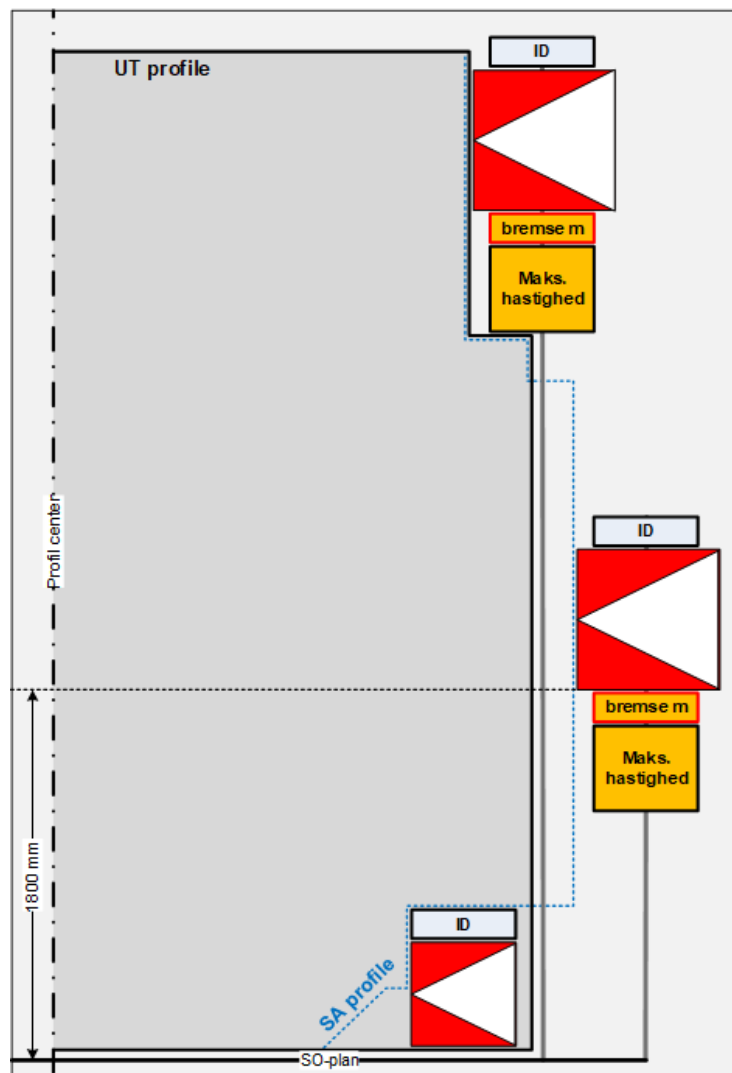 ID
UT profile
bremse m
Maks.
hastighed
Profil center
ID
bremse m
Maks.
hastighed
1800 mm
ID
SA profile
SO-plan